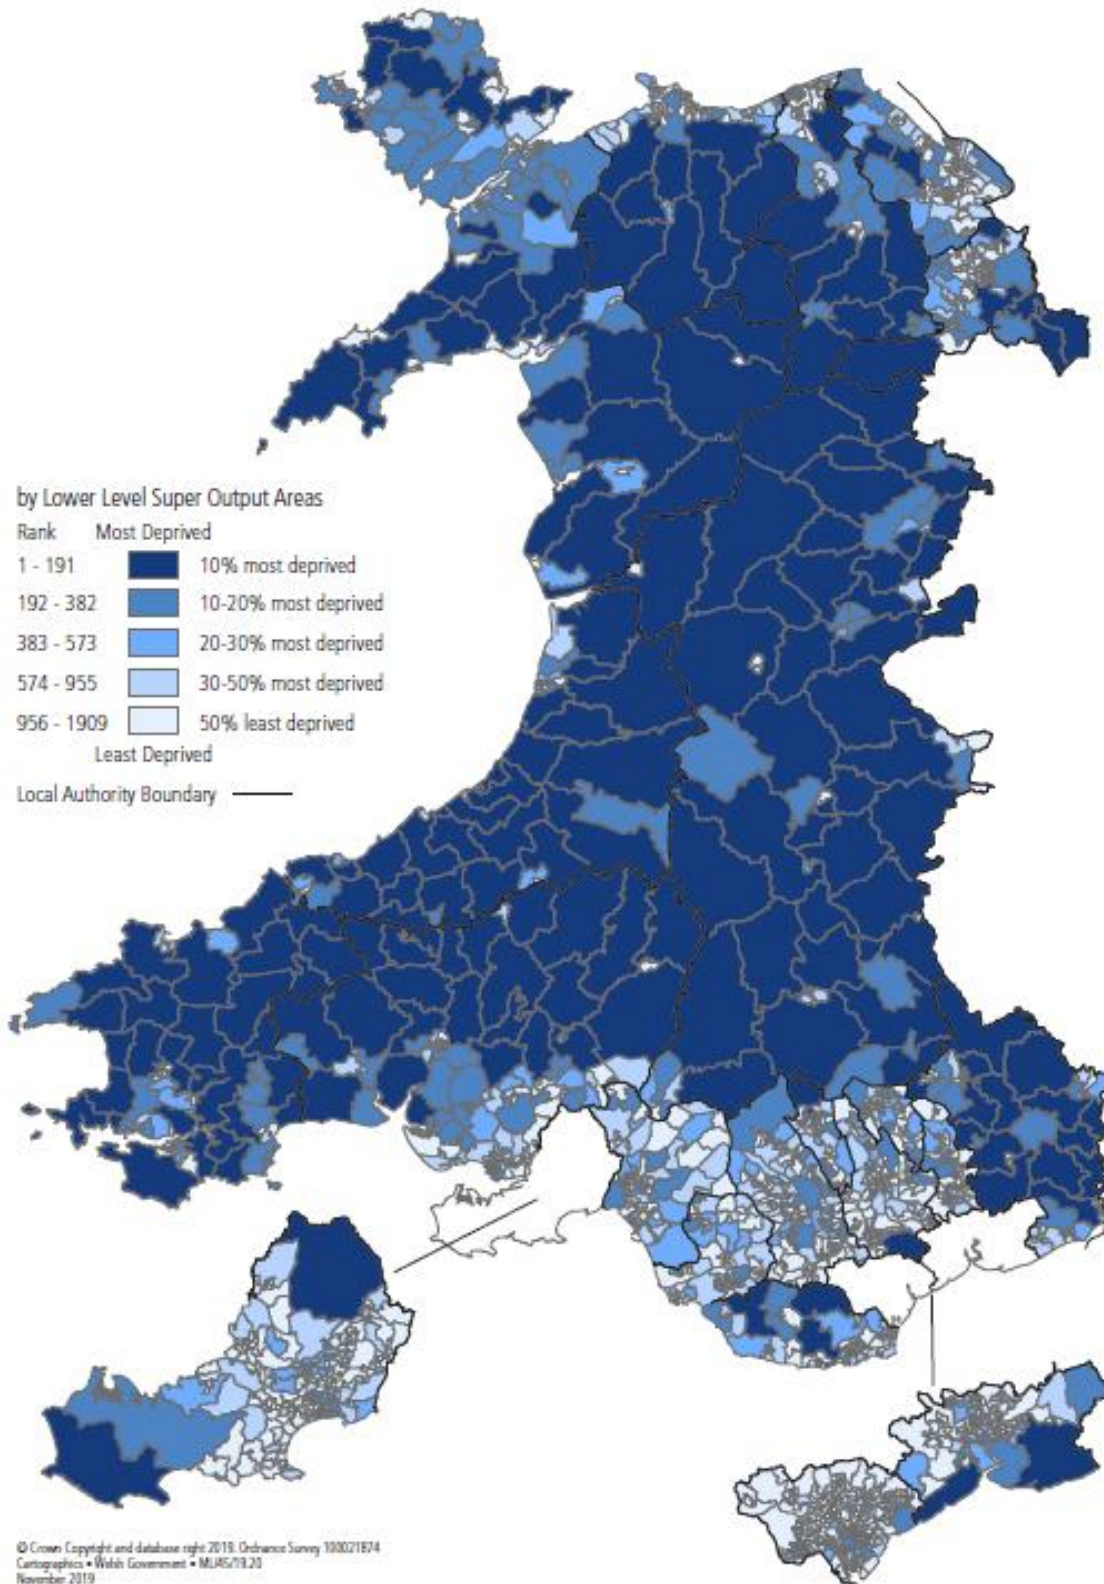 by Lower Level Super Output Areas
Rank Most Deprived
1 - 191 10% most deprived
192 - 382 10-20% most deprived
383 - 573 20-30% most deprived
574 - 955 30-50% most deprived
956 - 1909 50% least deprived
Least Deprived
Local Authority Boundary
© Crown Copyright and database right 2019. Ordnance Survey 100021874
Cartographics • Welsh Government • ML/45/19.20
November 2019